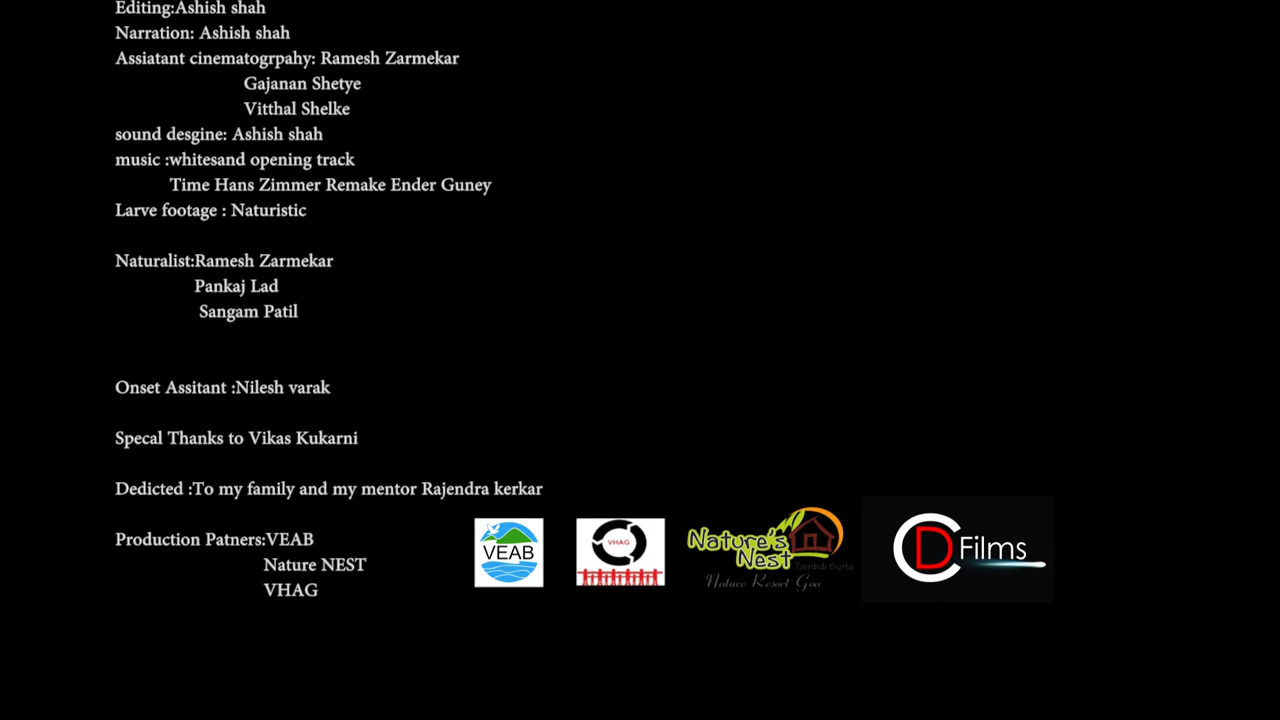 Editing:Ashish shah
Narration: Ashish shah
Assiatant cinematogrpahy: Ramesh Zarmekar
Gajanan Shetye
Vitthal Shelke
sound desgine: Ashish shah
music :whitesand opening track
Time Hans Zimmer Remake Ender Guney
Larve footage : Naturistic
Naturalist:Ramesh Zarmekar
Pankaj Lad
Sangam Patil
Onset Assitant :Nilesh varak
Specal Thanks to Vikas Kukarni
Dedicted :To my family and my mentor Rajendra kerkar
Production Patners:VEAB
Nature NEST
VHAG
VEAB
VHAG
Nature's
Nest
Tambdi Surla
Nature Resort Goa
CD Films